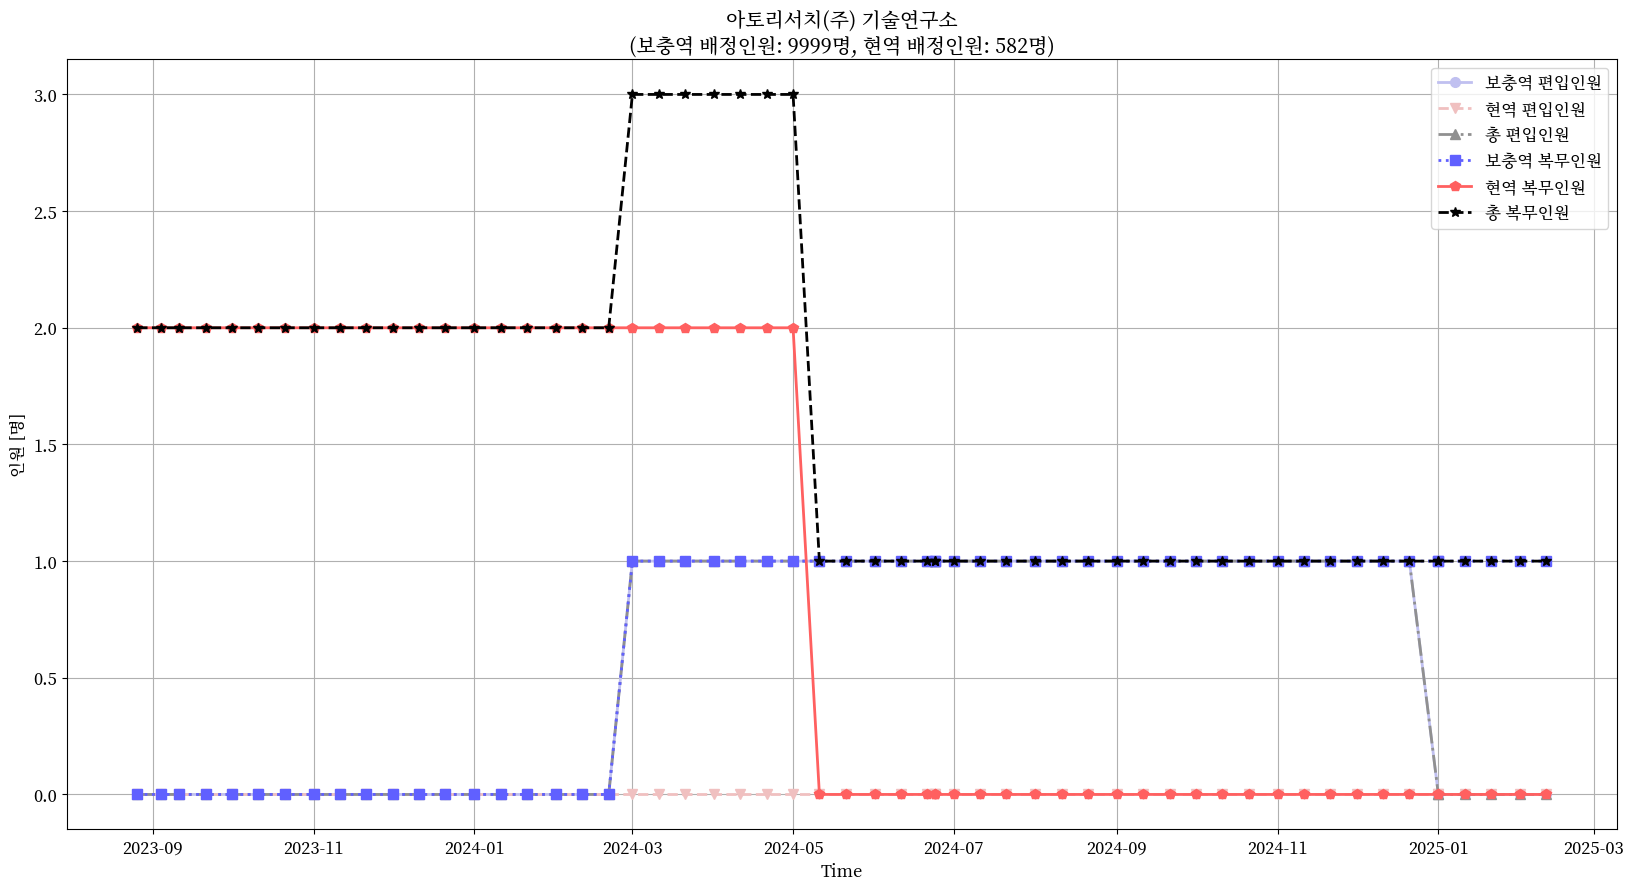 아토리서치(주) 기술연구소
(보충역 배정인원: 9999명, 현역 배정인원: 582명)
보충역 편입인원
현역 편입인원
총 편입인원
보충역 복무인원
현역 복무인원
총 복무인원
3.0
2.5
2.0
1.5
1.0
0.5
0.0
인원 [명]
2023-09
2023-11
2024-01
2024-03
2024-05
2024-07
2024-09
2024-11
2025-01
2025-03
Time